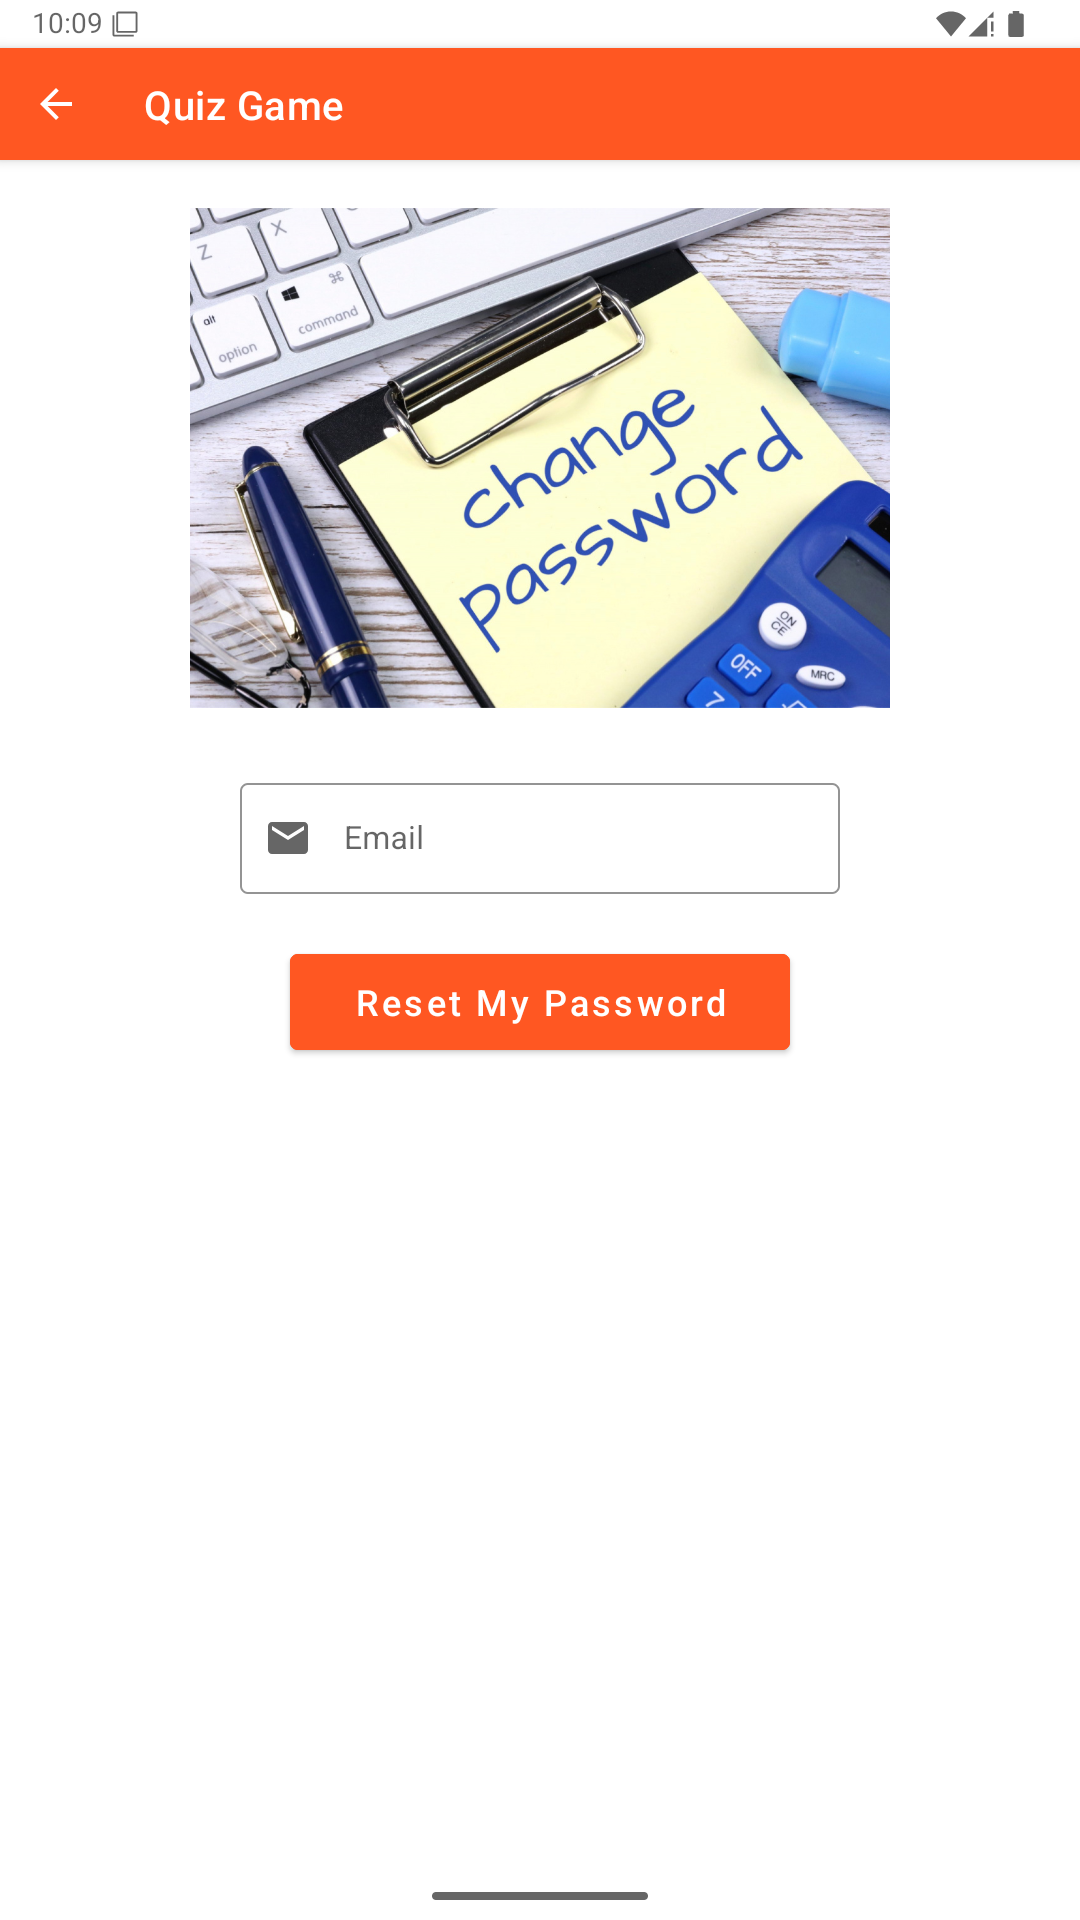 10:09
Quiz Game
Z
X
alt
option
⌘
command
change
password
ON
C/CE
OFF
MRC
7
Email
Reset My Password